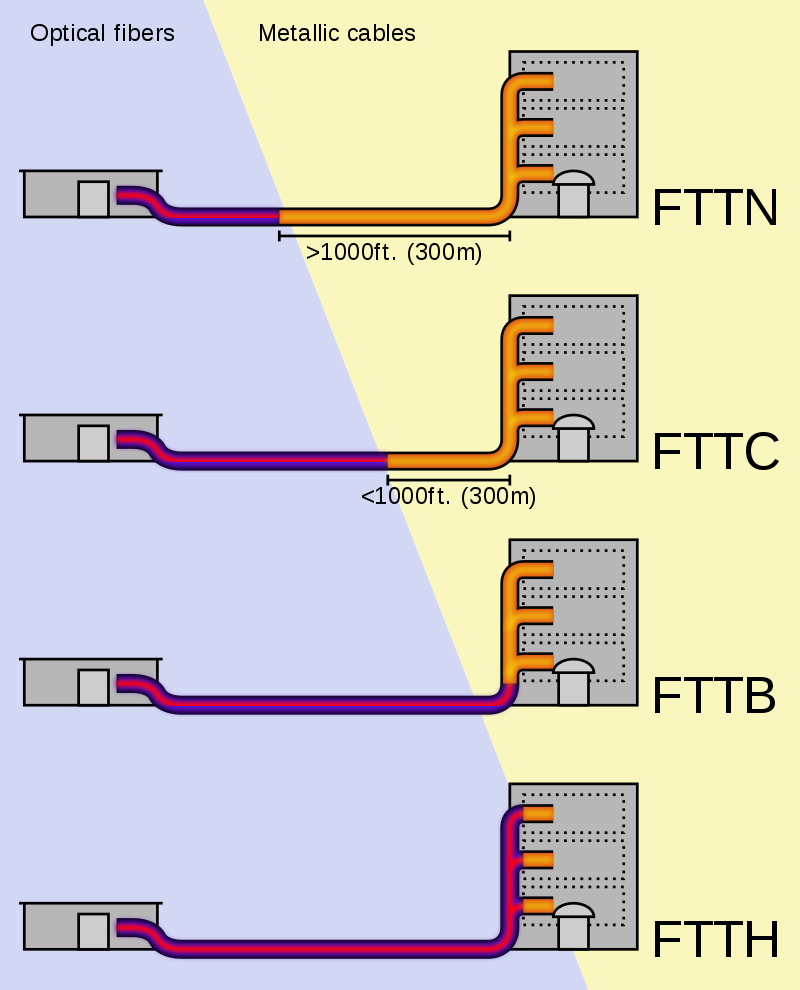 Optical fibers
Metallic cables
FTTN
>1000ft. (300m)
FTTC
<1000ft. (300m)
FTTB
FTTH